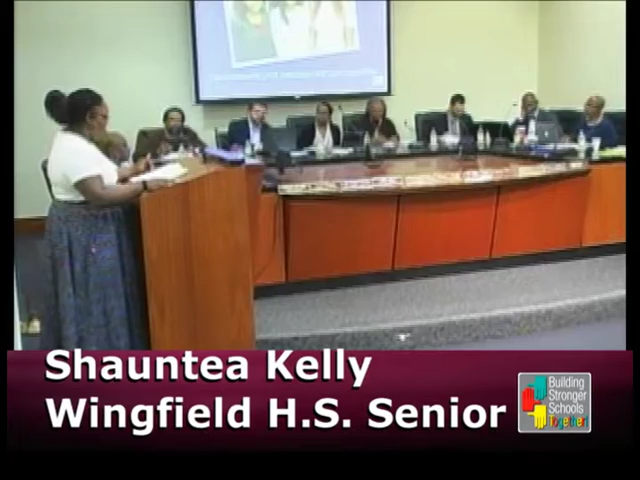 Shauntea Kelly
Wingfield H.S. Senior
Building
Stronger
Schools
Together!